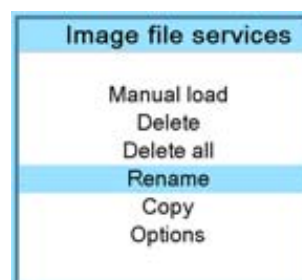 Image file services
Manual load
Delete
Delete all
Rename
Copy
Options